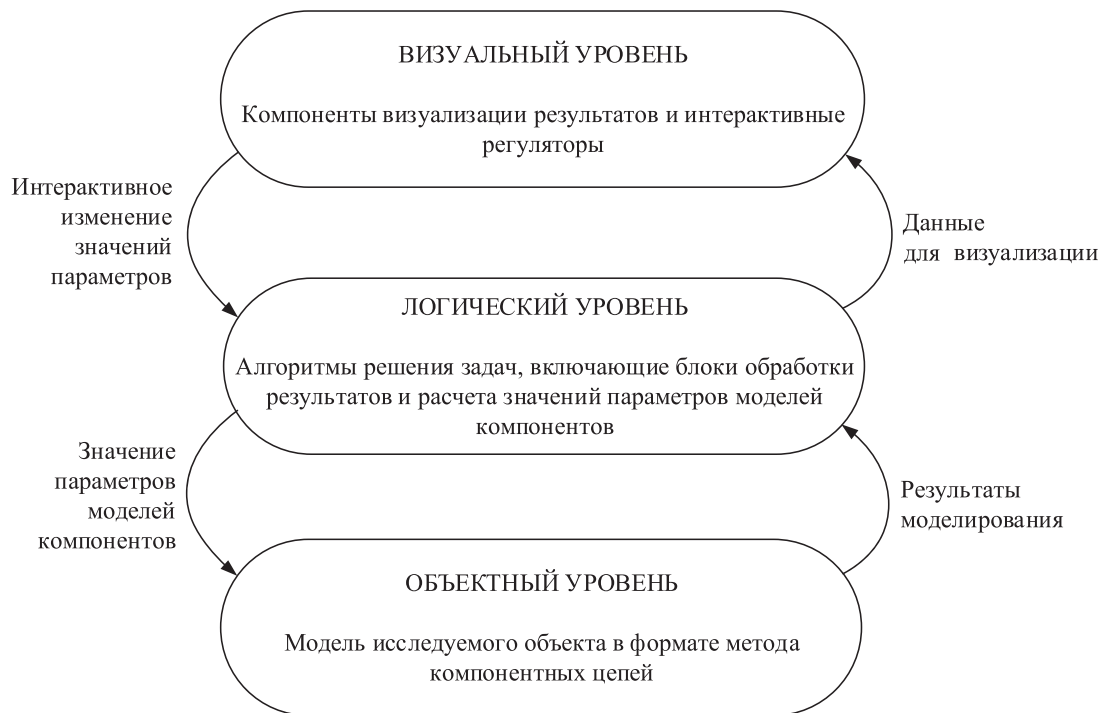 ВИЗУАЛЬНЫЙ УРОВЕНЬ
Компоненты визуализации результатов и интерактивные
регуляторы
Интерактивное
изменение
значений
параметров
Данные
для визуализации
ЛОГИЧЕСКИЙ УРОВЕНЬ
Алгоритмы решения задач, включающие блоки обработки
результатов и расчета значений параметров моделей
компонентов
Значение
параметров
моделей
компонентов
Результаты
моделирования
ОБЪЕКТНЫЙ УРОВЕНЬ
Модель исследуемого объекта в формате метода
компонентных цепей